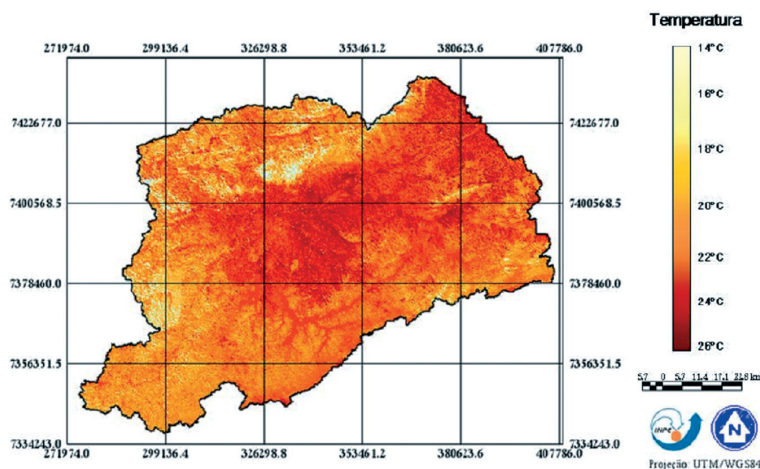 Temperatura
271974.0 299136.4 326298.8 353461.2 380623.6 407786.0
14°C
16°C
7422677.0 7422677.0
18°C
7400568.5 7400568.5
20°C
22°C
7378460.0 7378460.0
24°C
7356351.5 7356351.5
26°C
5.7 0 5.7 11.4 17.1 22.8 km
7334243.0 7334243.0
271974.0 299136.4 326298.8 353461.2 380623.6 407786.0
INPE
N
Projeção: UTM/WGS84